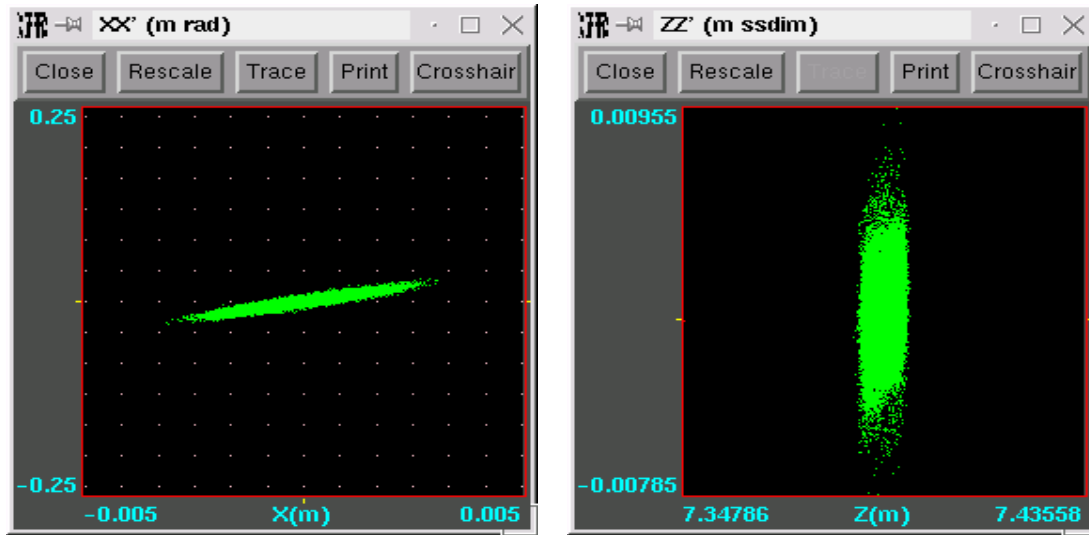 XX' (m rad)
Close Rescale Trace Print Crosshair
0.25
-0.25
-0.005 X(m) 0.005
ZZ' (m ssdim)
Close Rescale Trace Print Crosshair
0.00955
-0.00785
7.34786 Z(m) 7.43558